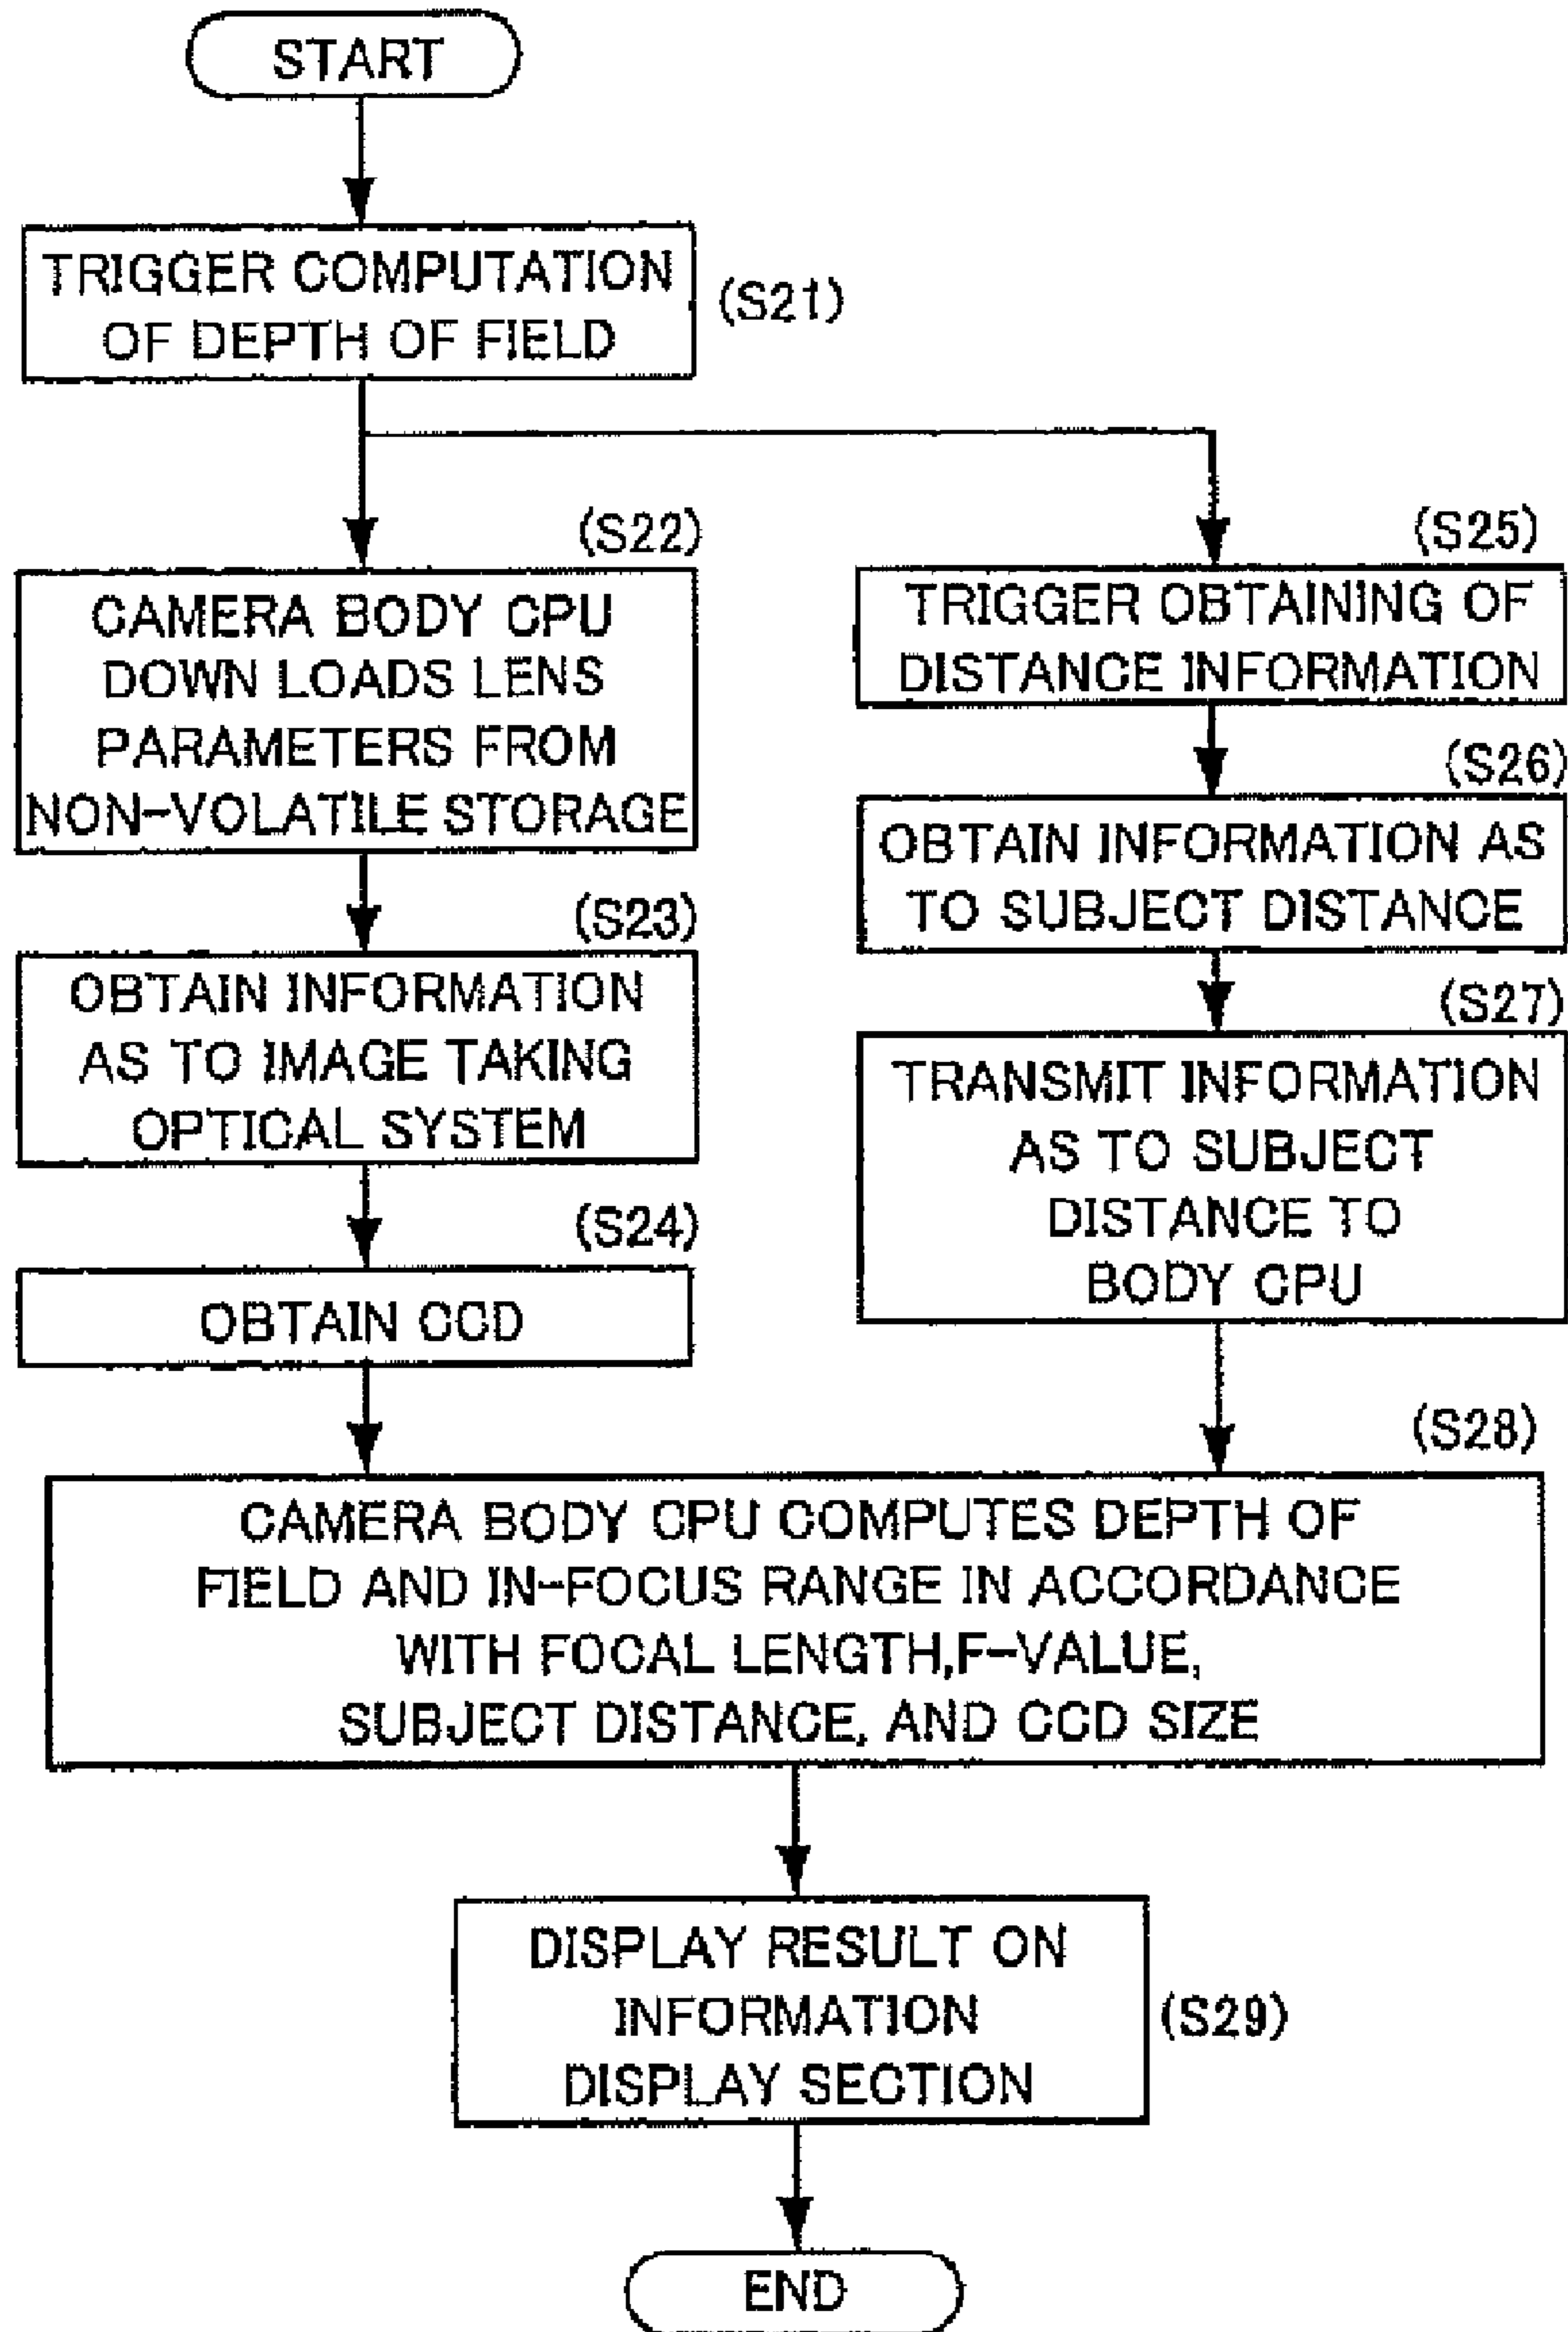 START
TRIGGER COMPUTATION
OF DEPTH OF FIELD
(S21)
(S22)
CAMERA BODY CPU
DOWN LOADS LENS
PARAMETERS FROM
NON-VOLATILE STORAGE
(S23)
OBTAIN INFORMATION
AS TO IMAGE TAKING
OPTICAL SYSTEM
(S24)
OBTAIN CCD
(S25)
TRIGGER OBTAINING OF
DISTANCE INFORMATION
(S26)
OBTAIN INFORMATION AS
TO SUBJECT DISTANCE
(S27)
TRANSMIT INFORMATION
AS TO SUBJECT
DISTANCE TO
BODY CPU
(S28)
CAMERA BODY CPU COMPUTES DEPTH OF
FIELD AND IN-FOCUS RANGE IN ACCORDANCE
WITH FOCAL LENGTH,F-VALUE,
SUBJECT DISTANCE, AND CCD SIZE
DISPLAY RESULT ON
INFORMATION
DISPLAY SECTION
(S29)
END